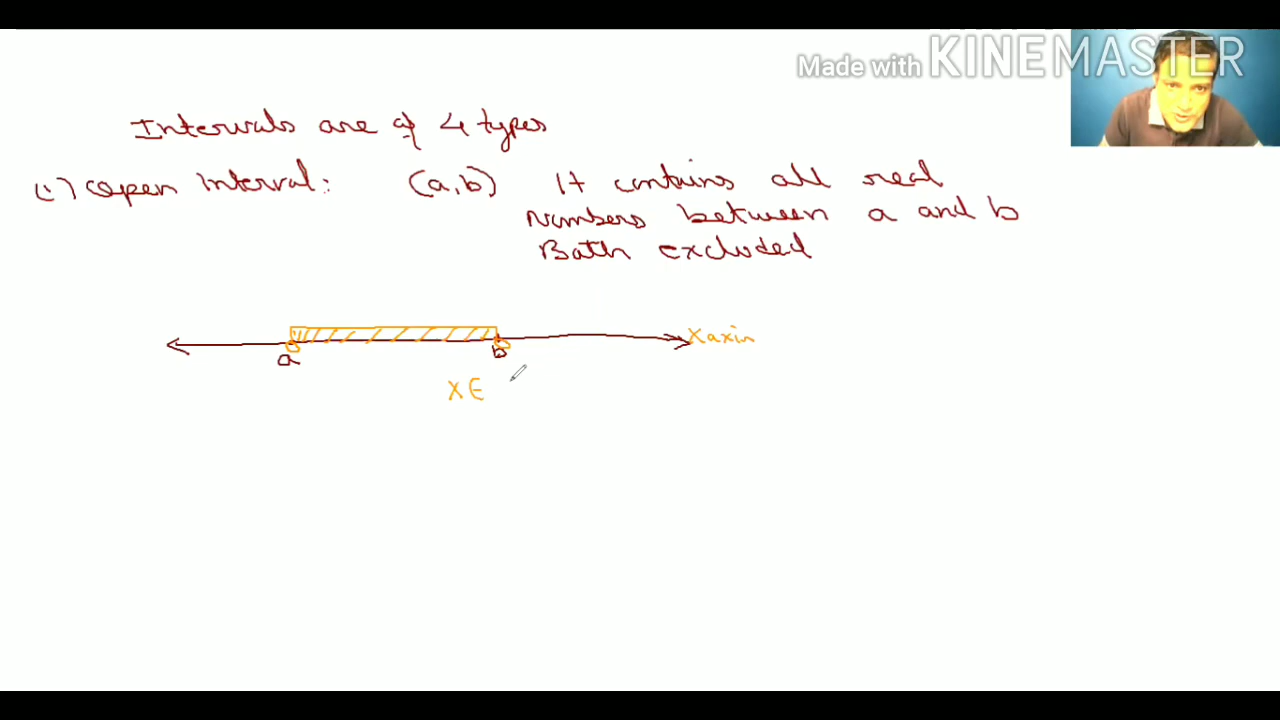 Made with KINEMASTER
Intervals are of 4 types
(i) Open Interval: (a,b) It contains all real
numbers between a and b
Both excluded
a b X axis
X ∈